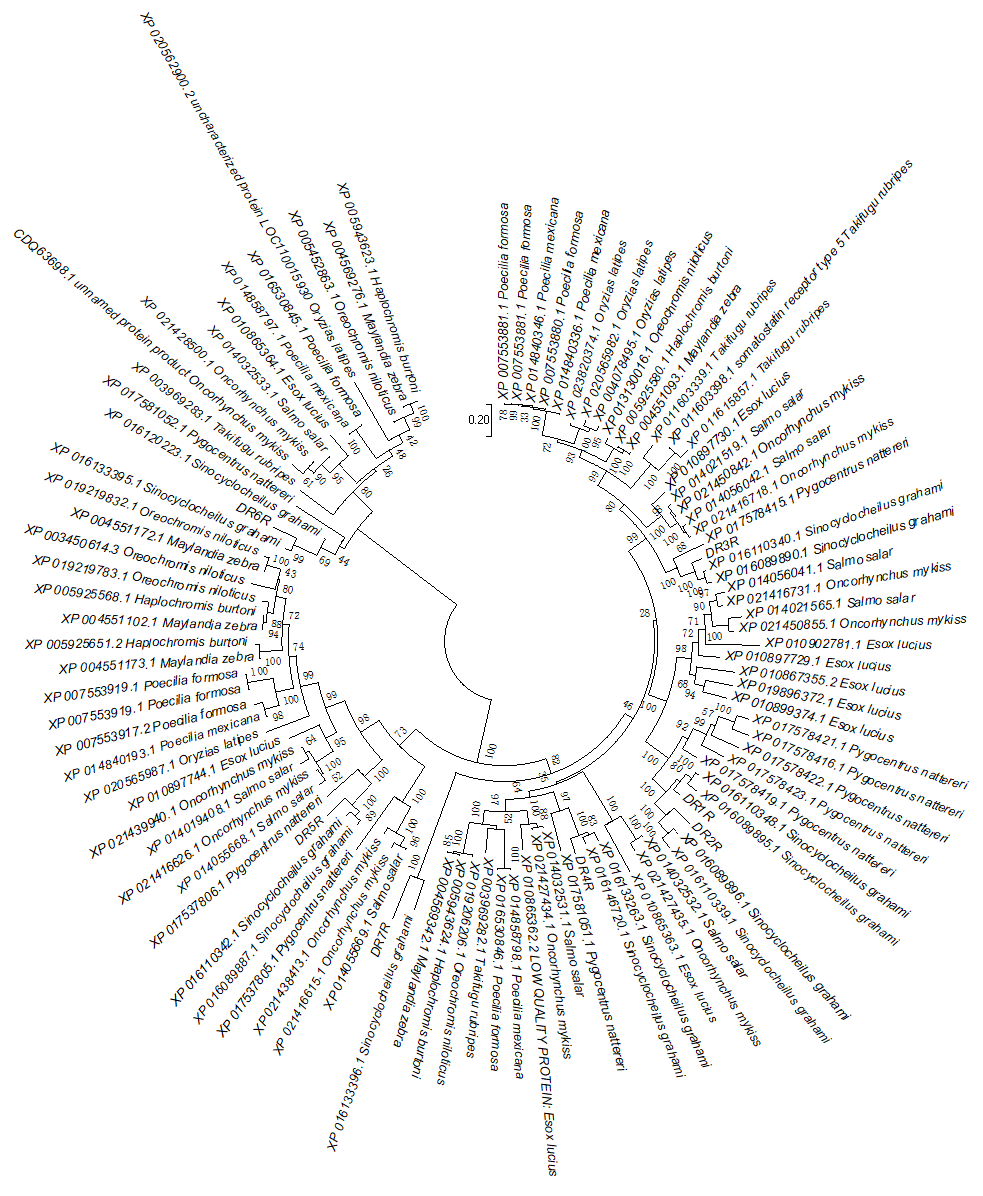 XP 007553881.1 Poecilia formosa
XP 007553881.1 Poecilia formosa
XP 014840346.1 Poecilia mexicana
XP 007553880.1 Poecilia formosa
XP 014840336.1 Poecilia mexicana
XP 023820374.1 Oryzias latipes
XP 020565982.1 Oryzias latipes
XP 004078495.1 Oryzias latipes
XP 013130016.1 Oreochromis niloticus
XP 005925580.1 Haplochromis burtoni
XP 004551093.1 Maylandia zebra
XP 011603339.1 Takifugu rubripes
XP 011603398.1 somatostatin receptor type 5 Takifugu rubripes
XP 011615857.1 Takifugu rubripes
XP 010897730.1 Esox lucius
XP 014021519.1 Salmo salar
XP 021450842.1 Oncorhynchus mykiss
XP 014056042.1 Salmo salar
XP 021416718.1 Oncorhynchus mykiss
XP 017578415.1 Pygocentrus nattereri
DR3R
XP 016110340.1 Sinocyclocheilus grahami
XP 016089890.1 Sinocyclocheilus grahami
XP 014056041.1 Salmo salar
XP 021416731.1 Oncorhynchus mykiss
XP 014021565.1 Salmo salar
XP 021450855.1 Oncorhynchus mykiss
XP 010902781.1 Esox lucius
XP 010897729.1 Esox lucius
XP 010867355.2 Esox lucius
XP 019896372.1 Esox lucius
XP 010899374.1 Esox lucius
XP 017578421.1 Pygocentrus nattereri
XP 017578416.1 Pygocentrus nattereri
XP 017578422.1 Pygocentrus nattereri
XP 017578423.1 Pygocentrus nattereri
XP 017578419.1 Pygocentrus nattereri
XP 016110348.1 Sinocyclocheilus grahami
XP 016089895.1 Sinocyclocheilus grahami
DR1R
DR2R
XP 016089896.1 Sinocyclocheilus grahami
XP 016110339.1 Sinocyclocheilus grahami
XP 014032532.1 Salmo salar
XP 021427435.1 Oncorhynchus mykiss
XP 010865363.1 Esox lucius
XP 016133263.1 Sinocyclocheilus grahami
XP 016146720.1 Sinocyclocheilus grahami
DR4R
XP 017581051.1 Pygocentrus nattereri
XP 014032531.1 Salmo salar
XP 021427434.1 Oncorhynchus mykiss
XP 010865362.2 LOW QUALITY PROTEIN: Esox lucius
XP 014858798.1 Poecilia mexicana
XP 016530846.1 Poecilia formosa
XP 003969282.1 Takifugu rubripes
XP 019206206.1 Oreochromis niloticus
XP 005943624.1 Haplochromis burtoni
XP 004569342.1 Maylandia zebra
XP 016133396.1 Sinocyclocheilus grahami
DR7R
XP 014055669.1 Salmo salar
XP 021416615.1 Oncorhynchus mykiss
XP 021438413.1 Oncorhynchus mykiss
XP 017537805.1 Pygocentrus nattereri
XP 016089887.1 Sinocyclocheilus grahami
XP 016110342.1 Sinocyclocheilus grahami
DR5R
XP 017537806.1 Pygocentrus nattereri
XP 014055668.1 Salmo salar
XP 021416626.1 Oncorhynchus mykiss
XP 014019408.1 Salmo salar
XP 021439940.1 Oncorhynchus mykiss
XP 010897744.1 Esox lucius
XP 020565987.1 Oryzias latipes
XP 014840193.1 Poecilia mexicana
XP 007553917.2 Poecilia formosa
XP 007553919.1 Poecilia formosa
XP 007553919.1 Poecilia formosa
XP 004551173.1 Maylandia zebra
XP 005925651.2 Haplochromis burtoni
XP 004551102.1 Maylandia zebra
XP 005925568.1 Haplochromis burtoni
XP 019219783.1 Oreochromis niloticus
XP 003450614.3 Oreochromis niloticus
XP 004551172.1 Maylandia zebra
XP 019219832.1 Oreochromis niloticus
XP 016133395.1 Sinocyclocheilus grahami
DR6R
XP 016120223.1 Sinocyclocheilus grahami
XP 017581052.1 Pygocentrus nattereri
XP 003969283.1 Takifugu rubripes
CDQ63698.1 unnamed protein product Oncorhynchus mykiss
XP 021428500.1 Oncorhynchus mykiss
XP 014032533.1 Salmo salar
XP 010865364.1 Esox lucius
XP 014858797.1 Poecilia mexicana
XP 016530845.1 Poecilia formosa
XP 020562900.2 uncharacterized protein LOC110015930 Oryzias latipes
XP 005452863.1 Oreochromis niloticus
XP 004569276.1 Maylandia zebra
XP 005943623.1 Haplochromis burtoni
0.20